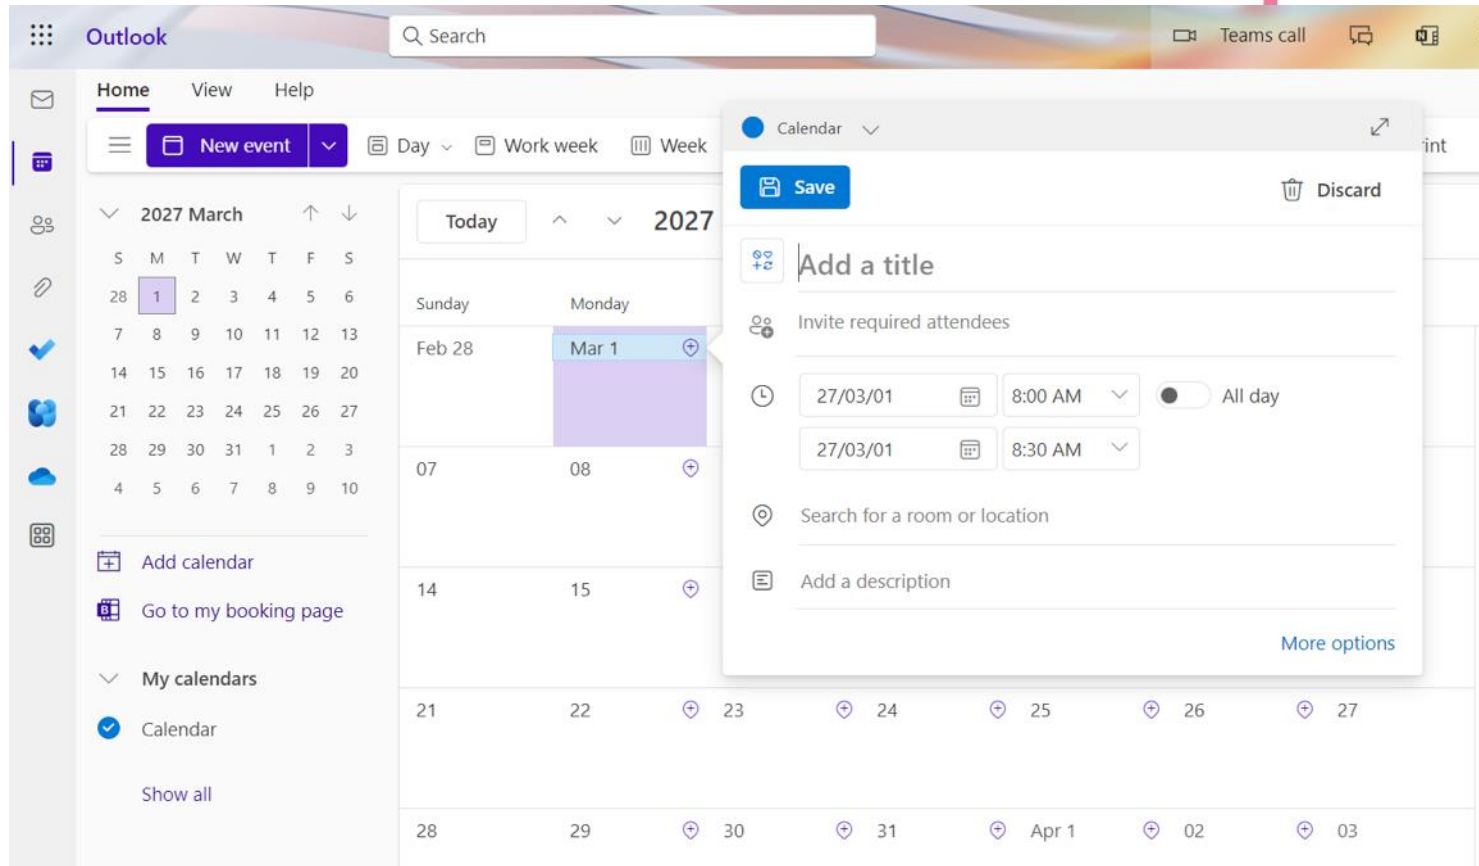 Outlook
Search
Teams call
Home View Help
New event Day Work week Week
2027 March
S M T W T F S
28 1 2 3 4 5 6
7 8 9 10 11 12 13
14 15 16 17 18 19 20
21 22 23 24 25 26 27
28 29 30 31 1 2 3
4 5 6 7 8 9 10
Add calendar
Go to my booking page
My calendars
Calendar
Show all
Today 2027
Sunday Monday
Feb 28 Mar 1
07 08
14 15
21 22 23 24 25 26 27
28 29 30 31 Apr 1 02 03
Calendar
Save Discard
Add a title
Invite required attendees
27/03/01 8:00 AM All day
27/03/01 8:30 AM
Search for a room or location
Add a description
More options